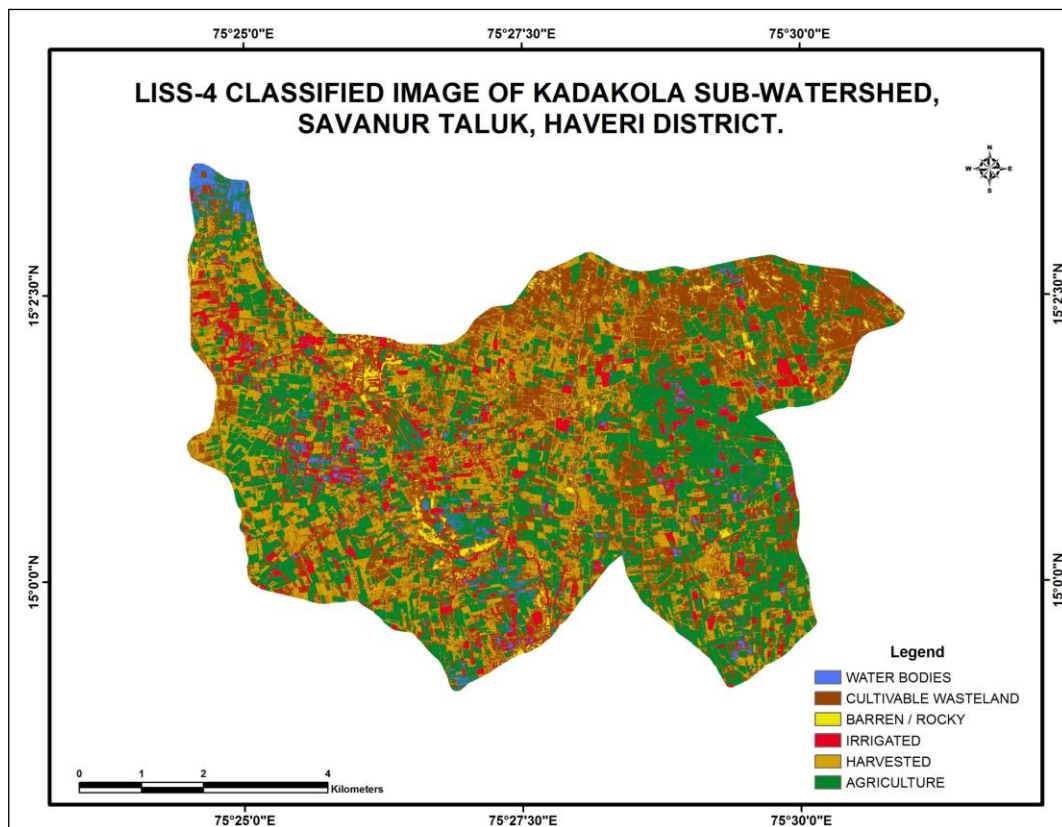 75°25'0"E 75°27'30"E 75°30'0"E
LISS-4 CLASSIFIED IMAGE OF KADAKOLA SUB-WATERSHED,
SAVANUR TALUK, HAVERI DISTRICT.
N
W E
S
15°2'30"N 15°2'30"N
15°0'0"N 15°0'0"N
Legend
WATER BODIES
CULTIVABLE WASTELAND
BARREN / ROCKY
IRRIGATED
HARVESTED
AGRICULTURE
0 1 2 4
Kilometers
75°25'0"E 75°27'30"E 75°30'0"E